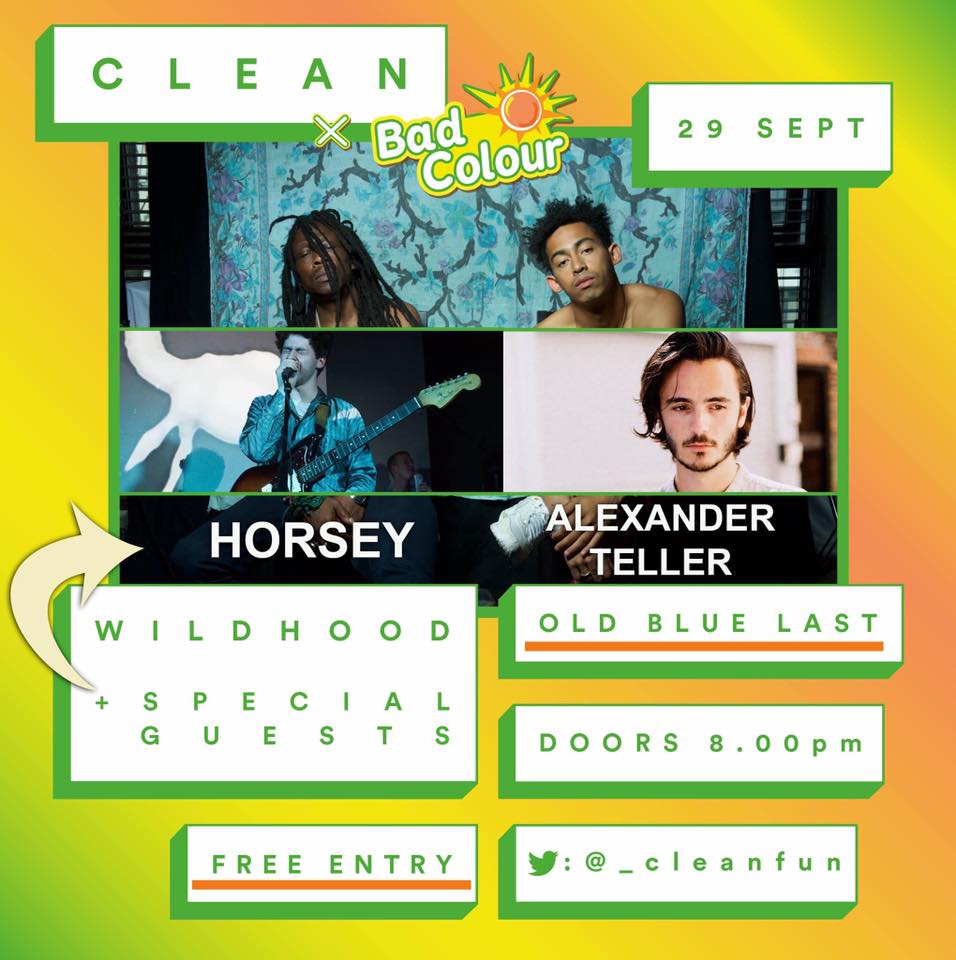 CLEAN
x Bad
Colour
29 SEPT
HORSEY
ALEXANDER
TELLER
WILDHOOD
+ SPECIAL
GUESTS
OLD BLUE LAST
DOORS 8.00pm
FREE ENTRY
: @_cleanfun